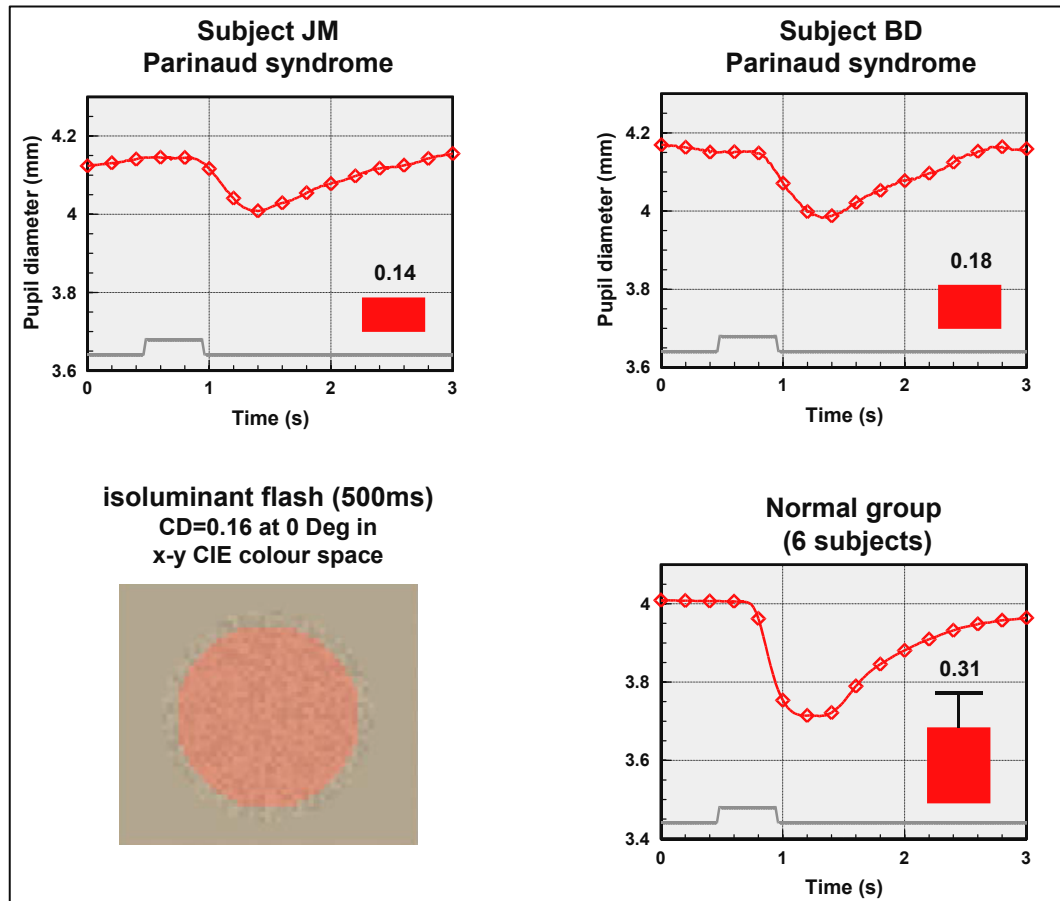 Subject JM
Parinaud syndrome
Pupil diameter (mm)
4.2
4
3.8
3.6
0.14
0
1
2
3
Time (s)
Subject BD
Parinaud syndrome
Pupil diameter (mm)
4.2
4
3.8
3.6
0.18
0
1
2
3
Time (s)
isoluminant flash (500ms)
CD=0.16 at 0 Deg in
x-y CIE colour space
Normal group
(6 subjects)
4
3.8
3.6
3.4
0.31
0
1
2
3
Time (s)